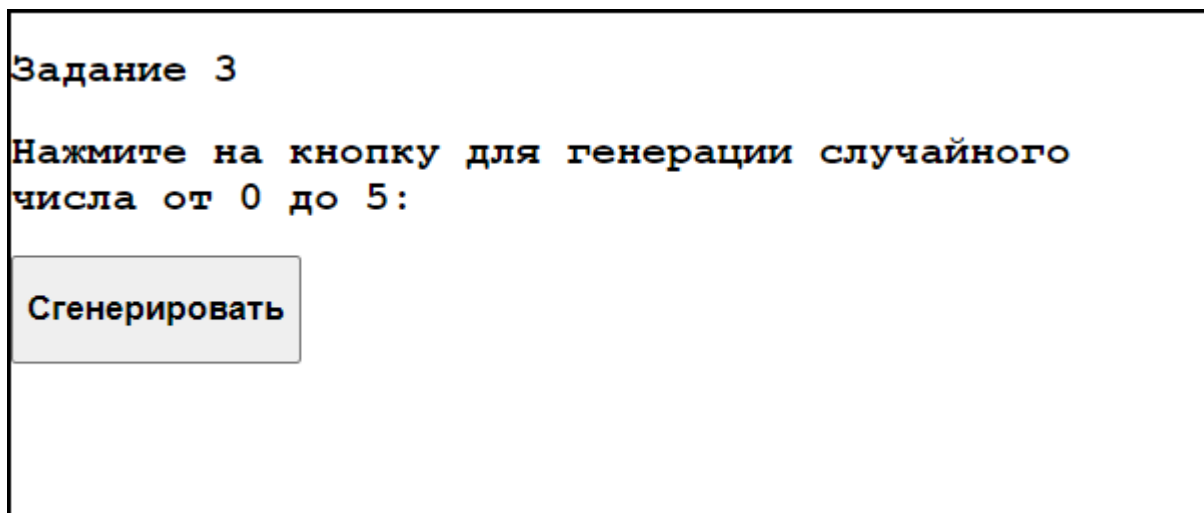 Задание 3
Нажмите на кнопку для генерации случайного
числа от 0 до 5:
Сгенерировать